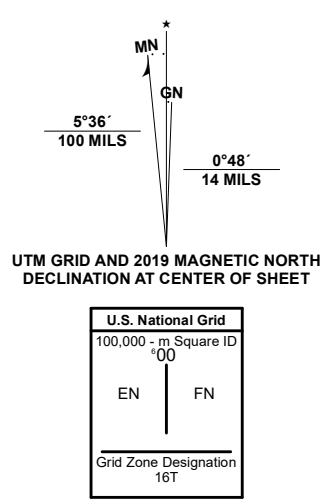 ★
MN
GN
5°36´
100 MILS
0°48´
14 MILS
UTM GRID AND 2019 MAGNETIC NORTH
DECLINATION AT CENTER OF SHEET
U.S. National Grid
100,000 - m Square ID
⁶00
EN FN
Grid Zone Designation
16T